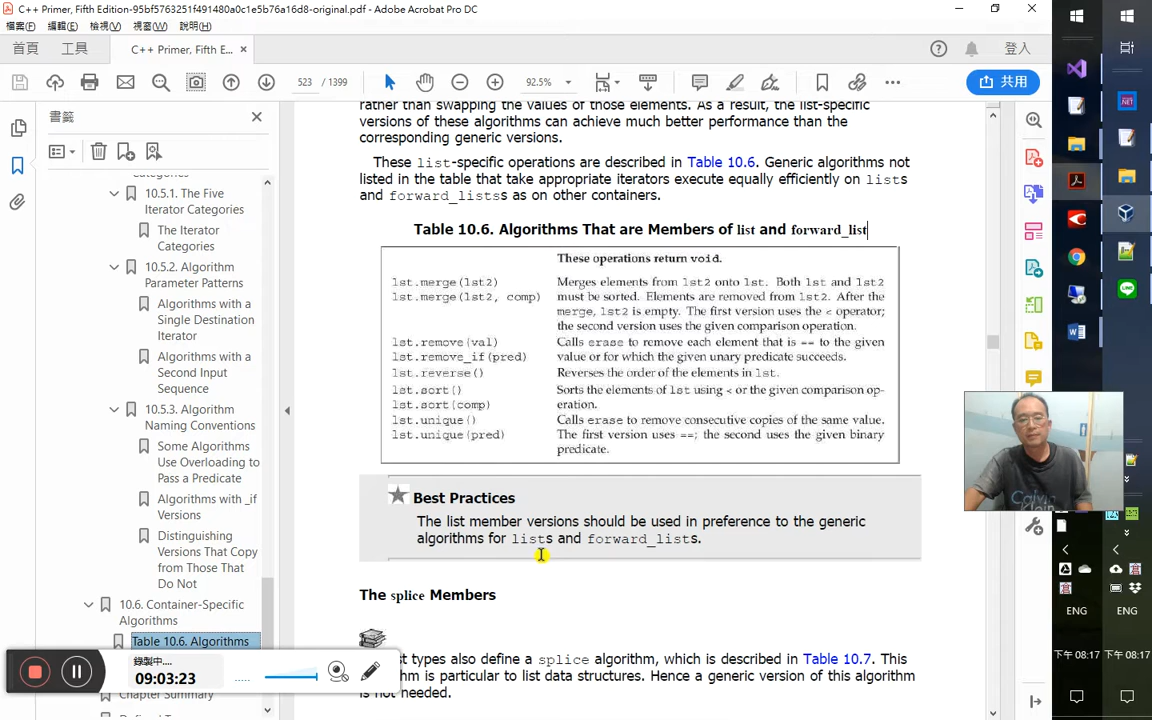 C++ Primer, Fifth Edition-95bf5763251f491480a0c1e5b76a16d8-original.pdf - Adobe Acrobat Pro DC
檔案(F) 編輯(E) 檢視(V) 視窗(W) 說明(H)
首頁 工具 C++ Primer, Fifth E... × 登入
523 / 1399 92.5% 共用
書籤
Categories
10.5.1. The Five
Iterator Categories
The Iterator
Categories
10.5.2. Algorithm
Parameter Patterns
Algorithms with a
Single Destination
Iterator
Algorithms with a
Second Input
Sequence
10.5.3. Algorithm
Naming Conventions
Some Algorithms
Use Overloading to
Pass a Predicate
Algorithms with _if
Versions
Distinguishing
Versions That Copy
from Those That
Do Not
10.6. Container-Specific
Algorithms
Table 10.6. Algorithms
Chapter Summary
rather than swapping the values of those elements. As a result, the list-specific
versions of these algorithms can achieve much better performance than the
corresponding generic versions.
These list-specific operations are described in Table 10.6. Generic algorithms not
listed in the table that take appropriate iterators execute equally efficiently on lists
and forward_listss as on other containers.
Table 10.6. Algorithms That are Members of list and forward_list
These operations return void.
lst.merge(lst2) Merges elements from lst2 onto lst. Both lst and lst2
lst.merge(lst2, comp) must be sorted. Elements are removed from lst2. After the
merge, lst2 is empty. The first version uses the < operator;
the second version uses the given comparison operation.
lst.remove(val) Calls erase to remove each element that is == to the given
lst.remove_if(pred) value or for which the given unary predicate succeeds.
lst.reverse() Reverses the order of the elements in lst.
lst.sort() Sorts the elements of lst using < or the given comparison op-
lst.sort(comp) eration.
lst.unique() Calls erase to remove consecutive copies of the same value.
lst.unique(pred) The first version uses ==; the second uses the given binary
predicate.
Best Practices
The list member versions should be used in preference to the generic
algorithms for lists and forward_lists.
The splice Members
st types also define a splice algorithm, which is described in Table 10.7. This
thm is particular to list data structures. Hence a generic version of this algorithm
is not needed.
錄製中....
09:03:23
Calvin
Klein
ENG ENG
下午 08:17 下午 08:17